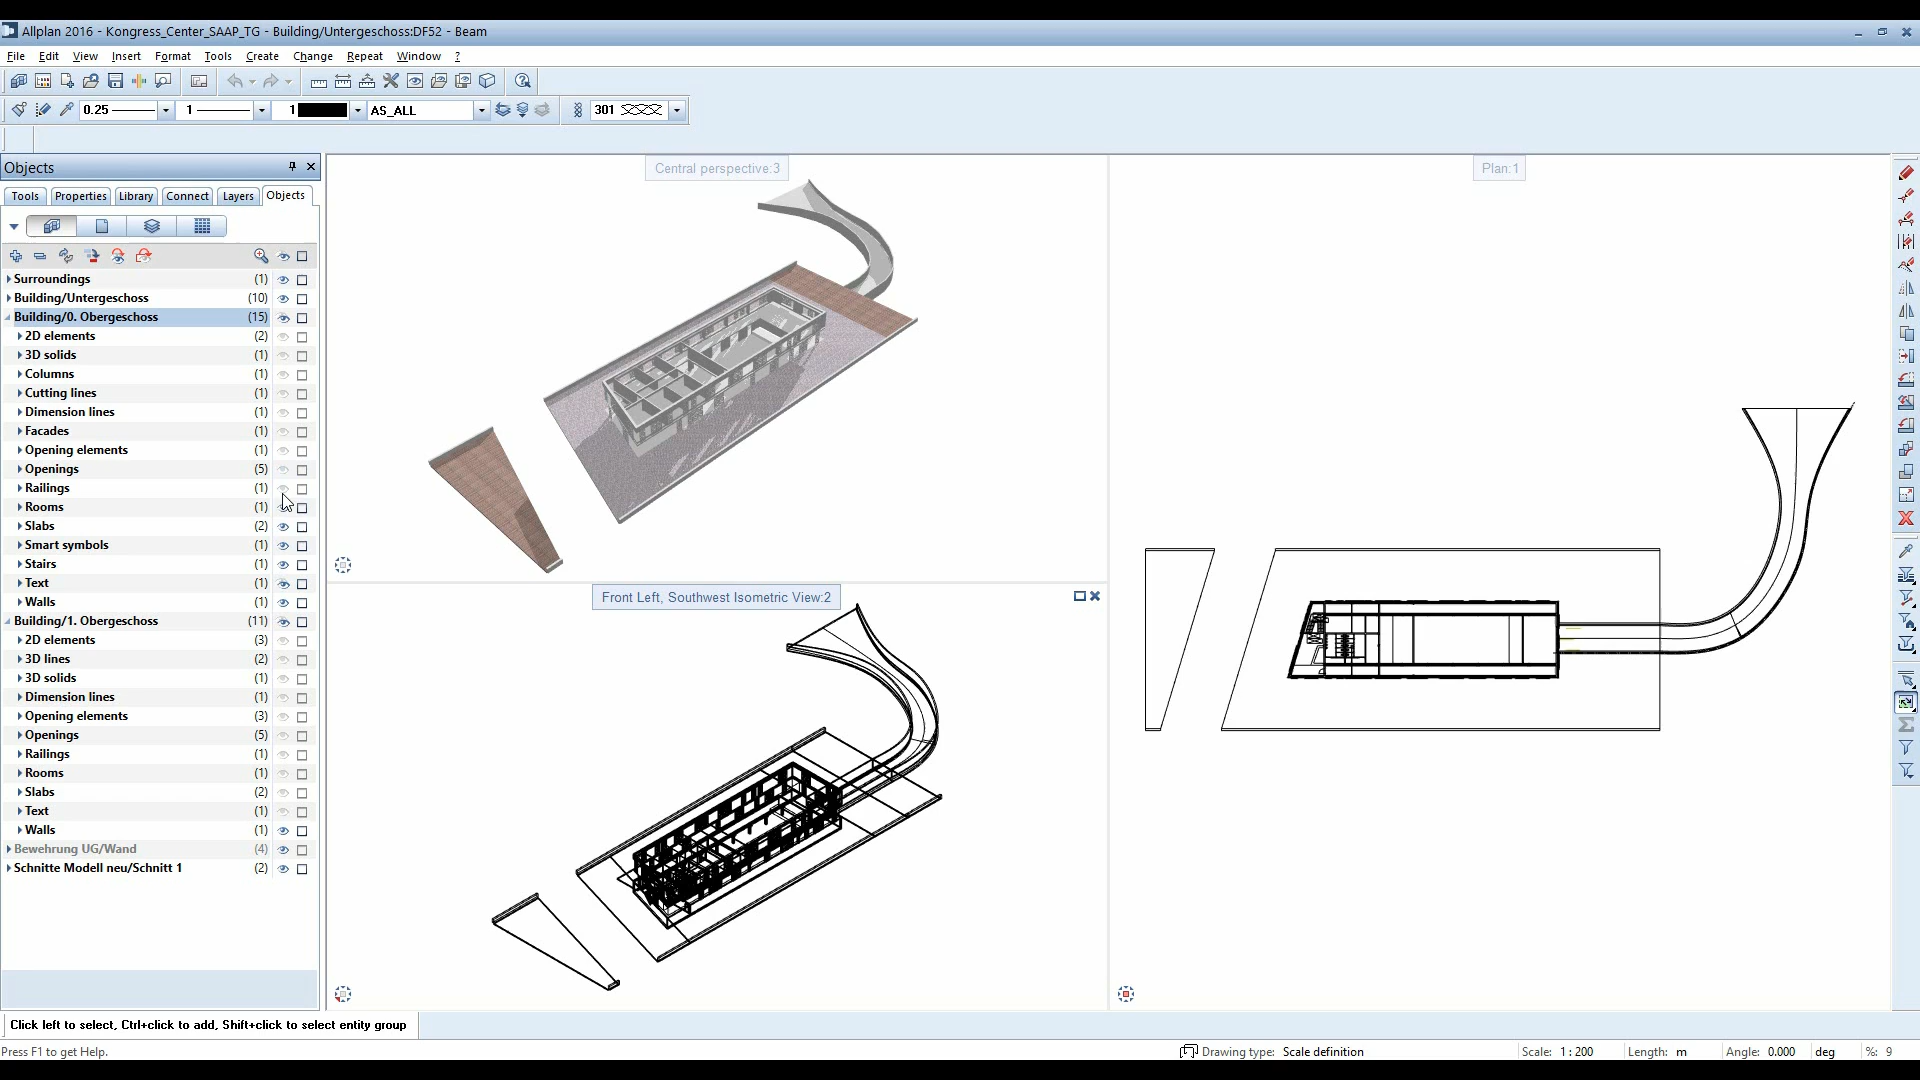 Allplan 2016 - Kongress_Center_SAAP_TG - Building/Untergeschoss:DF52 - Beam
File Edit View Insert Format Tools Create Change Repeat Window ?
0.25 1 1 AS_ALL 301
Objects
Tools Properties Library Connect Layers Objects
Surroundings (1)
Building/Untergeschoss (10)
Building/0. Obergeschoss (15)
2D elements (2)
3D solids (1)
Columns (1)
Cutting lines (1)
Dimension lines (1)
Facades (1)
Opening elements (1)
Openings (5)
Railings (1)
Rooms (1)
Slabs (2)
Smart symbols (1)
Stairs (1)
Text (1)
Walls (1)
Building/1. Obergeschoss (11)
2D elements (3)
3D lines (2)
3D solids (1)
Dimension lines (1)
Opening elements (3)
Openings (5)
Railings (1)
Rooms (1)
Slabs (2)
Text (1)
Walls (1)
Bewehrung UG/Wand (4)
Schnitte Modell neu/Schnitt 1 (2)
Central perspective:3
Plan:1
Front Left, Southwest Isometric View:2
Click left to select, Ctrl+click to add, Shift+click to select entity group
Press F1 to get Help. Drawing type: Scale definition Scale: 1 : 200 Length: m Angle: 0.000 deg %: 9